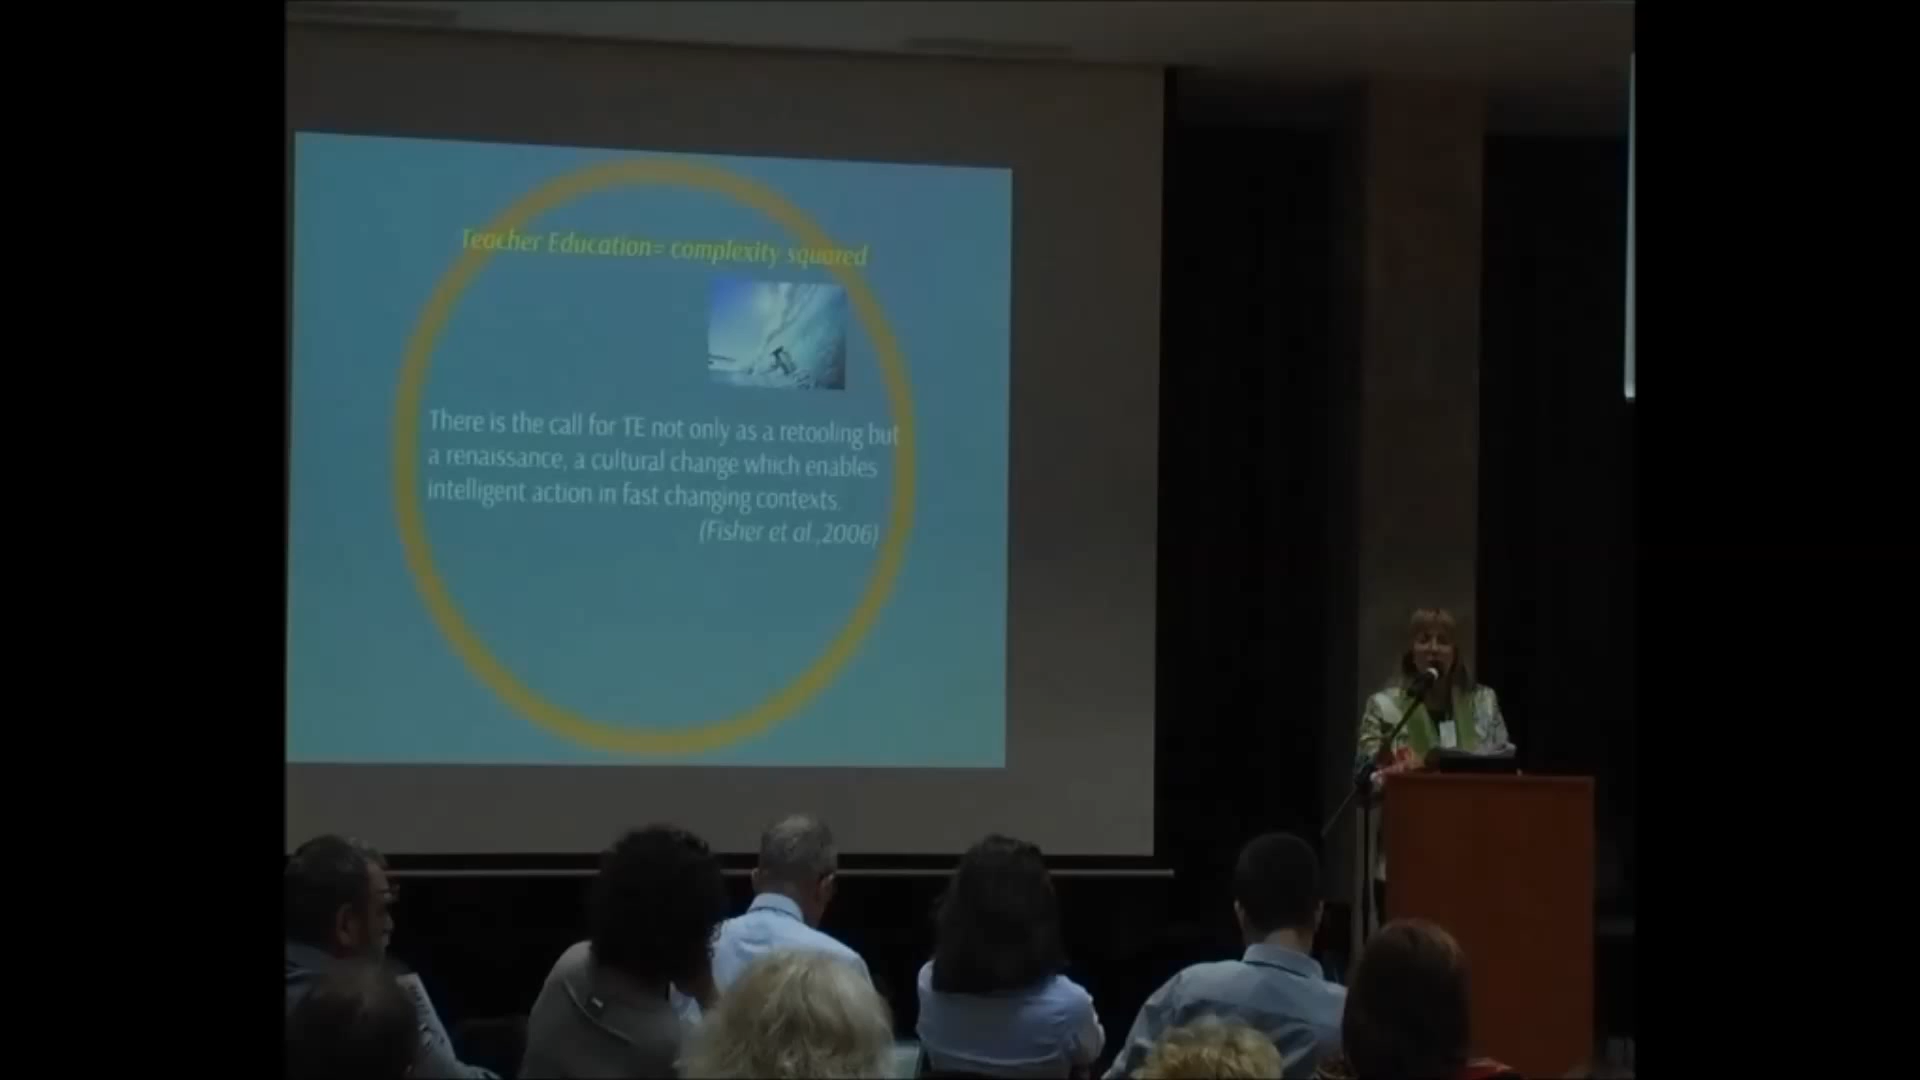 Teacher Education= complexity squared
There is the call for TE not only as a retooling but
a renaissance, a cultural change which enables
intelligent action in fast changing contexts.
(Fisher et al.,2006)